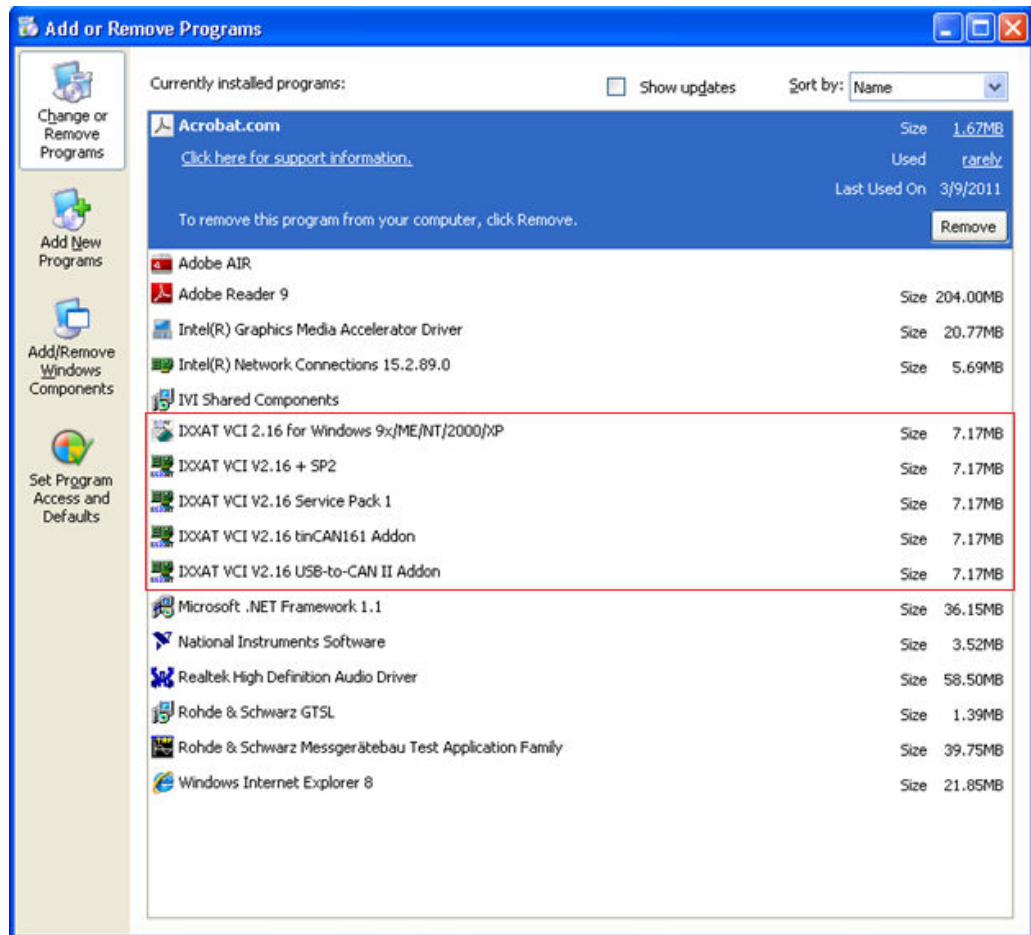 Add or Remove Programs
Change or
Remove
Programs
Add New
Programs
Add/Remove
Windows
Components
Set Program
Access and
Defaults
Currently installed programs: Show updates Sort by: Name
Acrobat.com Size 1.67MB
Click here for support information. Used rarely
Last Used On 3/9/2011
To remove this program from your computer, click Remove. Remove
Adobe AIR
Adobe Reader 9 Size 204.00MB
Intel(R) Graphics Media Accelerator Driver Size 20.77MB
Intel(R) Network Connections 15.2.89.0 Size 5.69MB
IVI Shared Components
IXXAT VCI 2.16 for Windows 9x/ME/NT/2000/XP Size 7.17MB
IXXAT VCI V2.16 + SP2 Size 7.17MB
IXXAT VCI V2.16 Service Pack 1 Size 7.17MB
IXXAT VCI V2.16 tinCAN161 Addon Size 7.17MB
IXXAT VCI V2.16 USB-to-CAN II Addon Size 7.17MB
Microsoft .NET Framework 1.1 Size 36.15MB
National Instruments Software Size 3.52MB
Realtek High Definition Audio Driver Size 58.50MB
Rohde & Schwarz GTSL Size 1.39MB
Rohde & Schwarz Messgerätebau Test Application Family Size 39.75MB
Windows Internet Explorer 8 Size 21.85MB